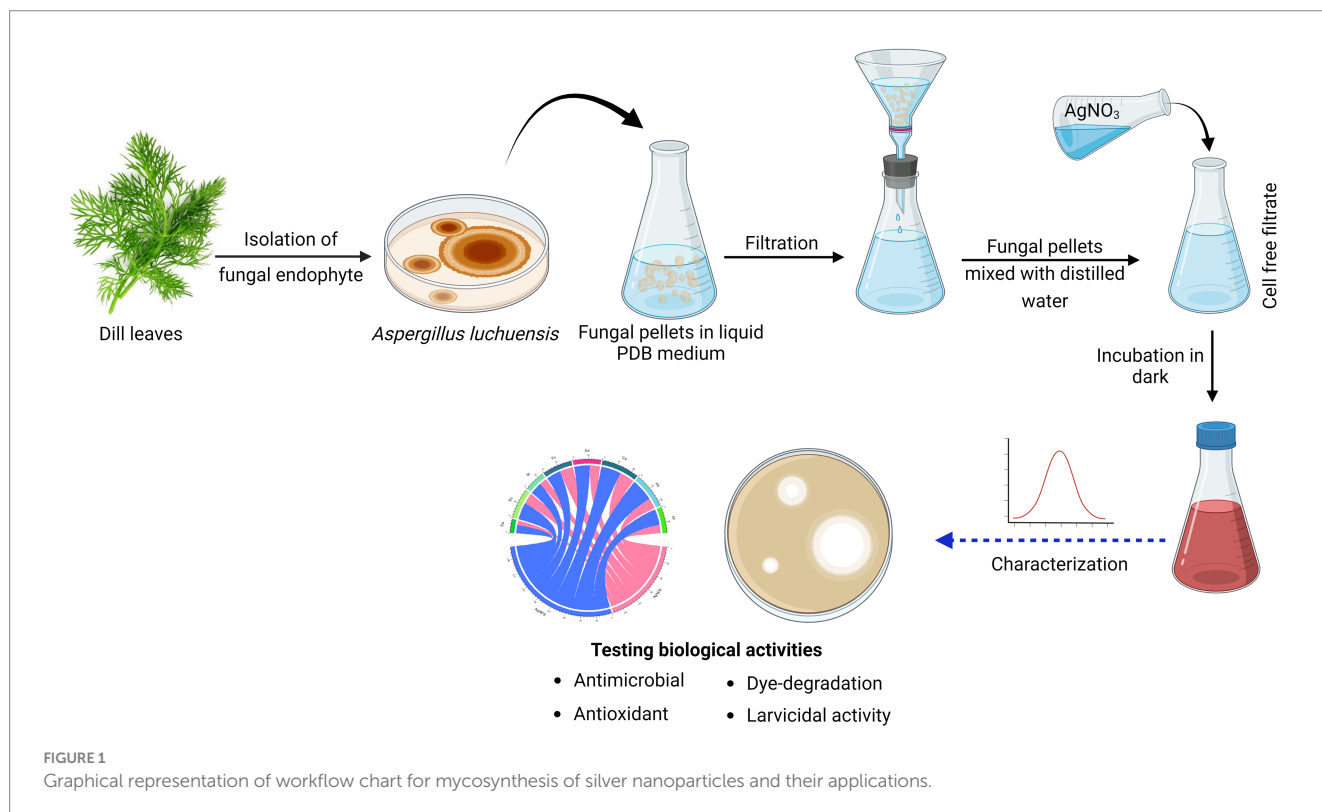 AgNO₃
Dill leaves
Isolation of
fungal endophyte
Aspergillus luchuensis
Fungal pellets in liquid
PDB medium
Filtration
Fungal pellets
mixed with distilled
water
Cell free filtrate
Incubation in
dark
Characterization
Testing biological activities
• Antimicrobial
• Antioxidant
• Dye-degradation
• Larvicidal activity
FIGURE 1
Graphical representation of workflow chart for mycosynthesis of silver nanoparticles and their applications.